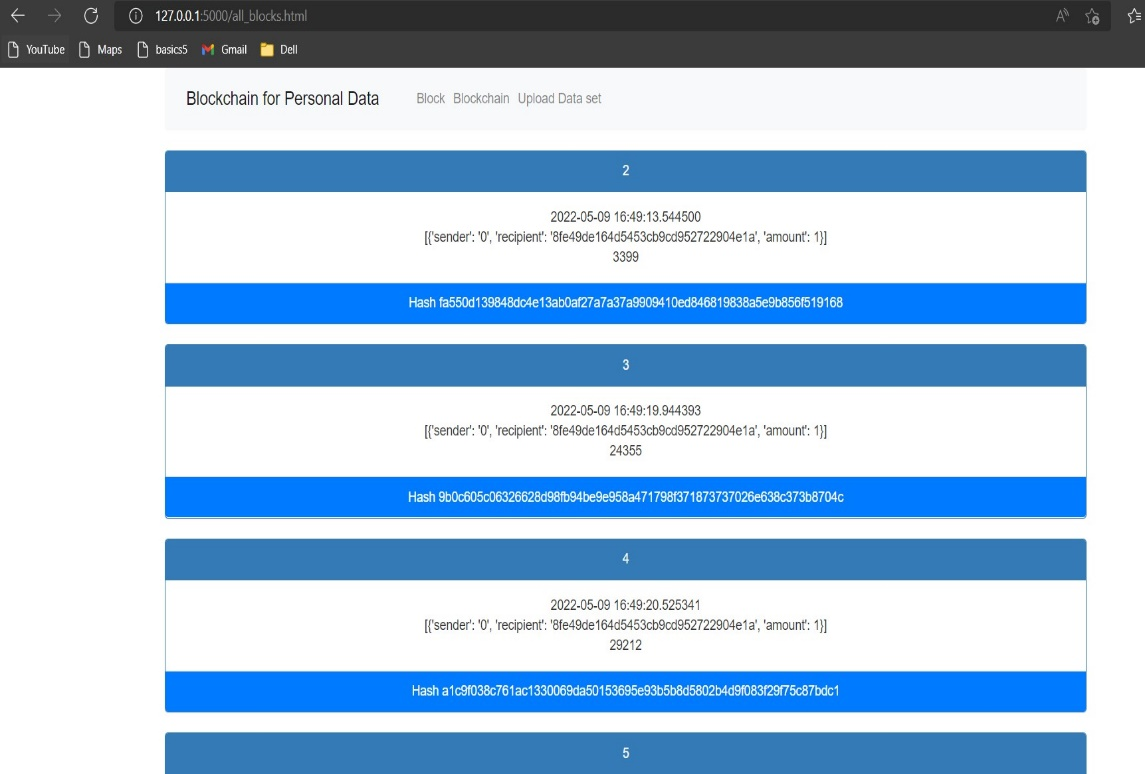 127.0.0.1:5000/all_blocks.html
YouTube Maps basics5 Gmail Dell
Blockchain for Personal Data Block Blockchain Upload Data set
2
2022-05-09 16:49:13.544500
[{'sender': '0', 'recipient': '8fe49de164d5453cb9cd952722904e1a', 'amount': 1}]
3399
Hash fa550d139848dc4e13ab0af27a7a37a9909410ed846819838a5e9b856f519168
3
2022-05-09 16:49:19.944393
[{'sender': '0', 'recipient': '8fe49de164d5453cb9cd952722904e1a', 'amount': 1}]
24355
Hash 9b0c605c06326628d98fb94be9e958a471798f371873737026e638c373b8704c
4
2022-05-09 16:49:20.525341
[{'sender': '0', 'recipient': '8fe49de164d5453cb9cd952722904e1a', 'amount': 1}]
29212
Hash a1c9f038c761ac1330069da50153695e93b5b8d5802b4d9f083f29f75c87bdc1
5